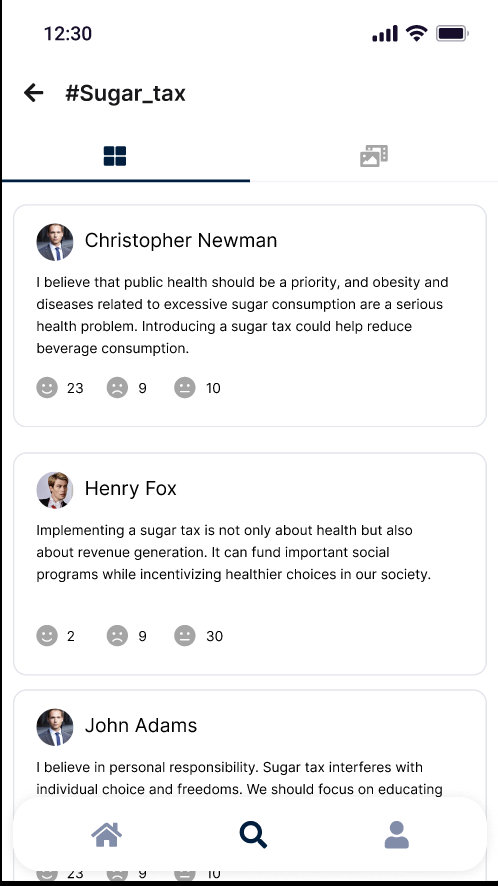 12:30
#Sugar_tax
Christopher Newman
I believe that public health should be a priority, and obesity and
diseases related to excessive sugar consumption are a serious
health problem. Introducing a sugar tax could help reduce
beverage consumption.
23 9 10
Henry Fox
Implementing a sugar tax is not only about health but also
about revenue generation. It can fund important social
programs while incentivizing healthier choices in our society.
2 9 30
John Adams
I believe in personal responsibility. Sugar tax interferes with
individual choice and freedoms. We should focus on educating
23 9 10